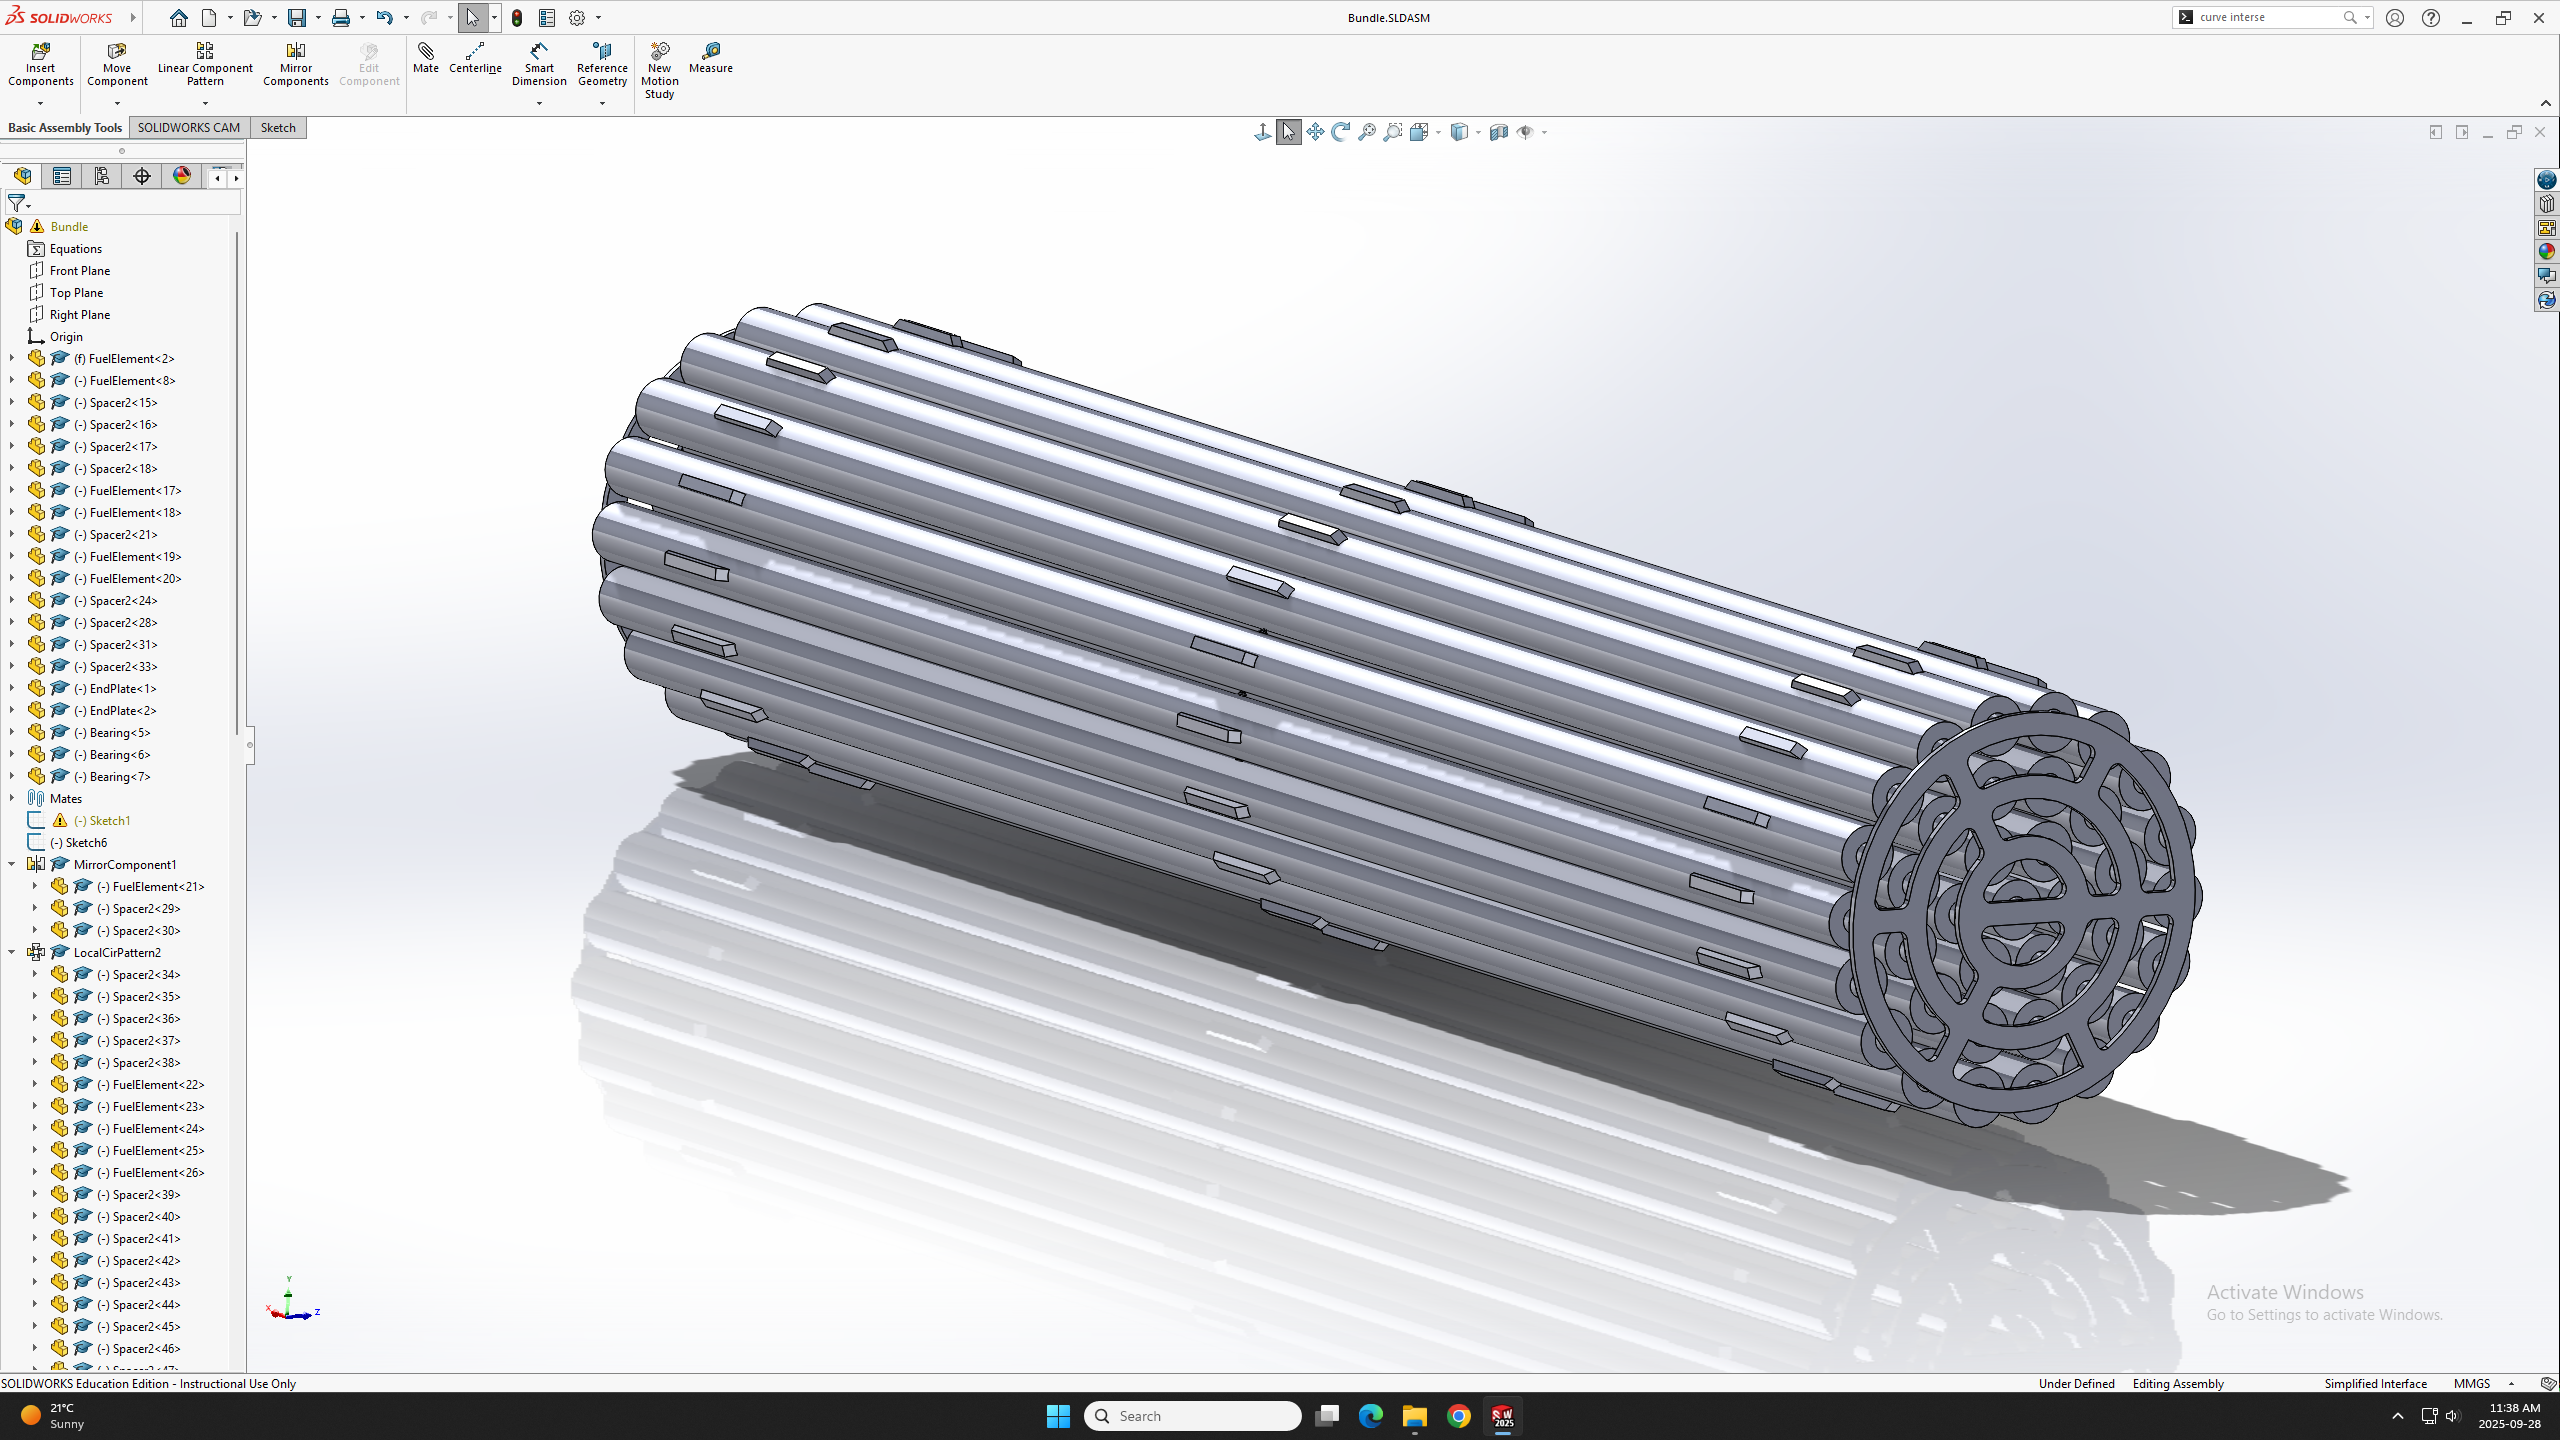 SOLIDWORKS
Bundle.SLDASM
curve interse
Insert Components
Move Component
Linear Component Pattern
Mirror Components
Edit Component
Mate
Centerline
Smart Dimension
Reference Geometry
New Motion Study
Measure
Basic Assembly Tools
SOLIDWORKS CAM
Sketch
Bundle
Equations
Front Plane
Top Plane
Right Plane
Origin
(f) FuelElement<2>
(-) FuelElement<8>
(-) Spacer2<15>
(-) Spacer2<16>
(-) Spacer2<17>
(-) Spacer2<18>
(-) FuelElement<17>
(-) FuelElement<18>
(-) Spacer2<21>
(-) FuelElement<19>
(-) FuelElement<20>
(-) Spacer2<24>
(-) Spacer2<28>
(-) Spacer2<31>
(-) Spacer2<33>
(-) EndPlate<1>
(-) EndPlate<2>
(-) Bearing<5>
(-) Bearing<6>
(-) Bearing<7>
Mates
(-) Sketch1
(-) Sketch6
MirrorComponent1
(-) FuelElement<21>
(-) Spacer2<29>
(-) Spacer2<30>
LocalCirPattern2
(-) Spacer2<34>
(-) Spacer2<35>
(-) Spacer2<36>
(-) Spacer2<37>
(-) Spacer2<38>
(-) FuelElement<22>
(-) FuelElement<23>
(-) FuelElement<24>
(-) FuelElement<25>
(-) FuelElement<26>
(-) Spacer2<39>
(-) Spacer2<40>
(-) Spacer2<41>
(-) Spacer2<42>
(-) Spacer2<43>
(-) Spacer2<44>
(-) Spacer2<45>
(-) Spacer2<46>
Y
X
Z
Activate Windows
Go to Settings to activate Windows.
SOLIDWORKS Education Edition - Instructional Use Only
Under Defined
Editing Assembly
Simplified Interface
MMGS
21°C
Sunny
Search
SW
2025
11:38 AM
2025-09-28